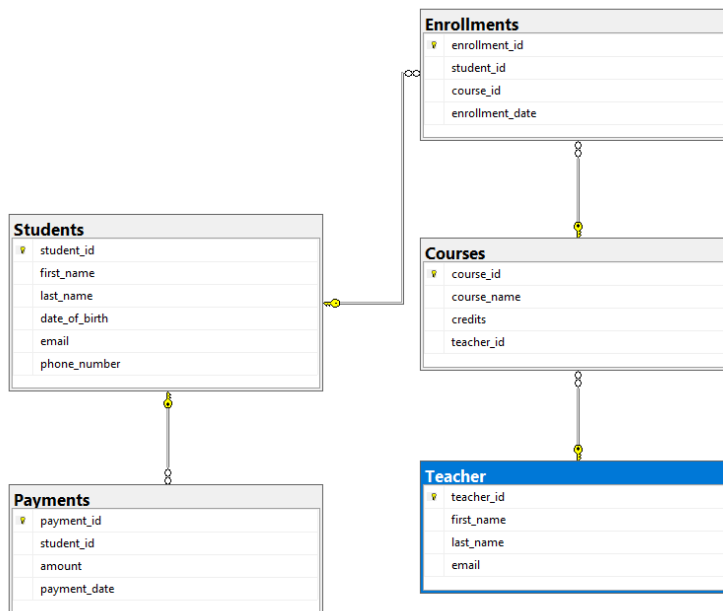 Enrollments
enrollment_id
student_id
course_id
enrollment_date
Students
student_id
first_name
last_name
date_of_birth
email
phone_number
Courses
course_id
course_name
credits
teacher_id
Payments
payment_id
student_id
amount
payment_date
Teacher
teacher_id
first_name
last_name
email